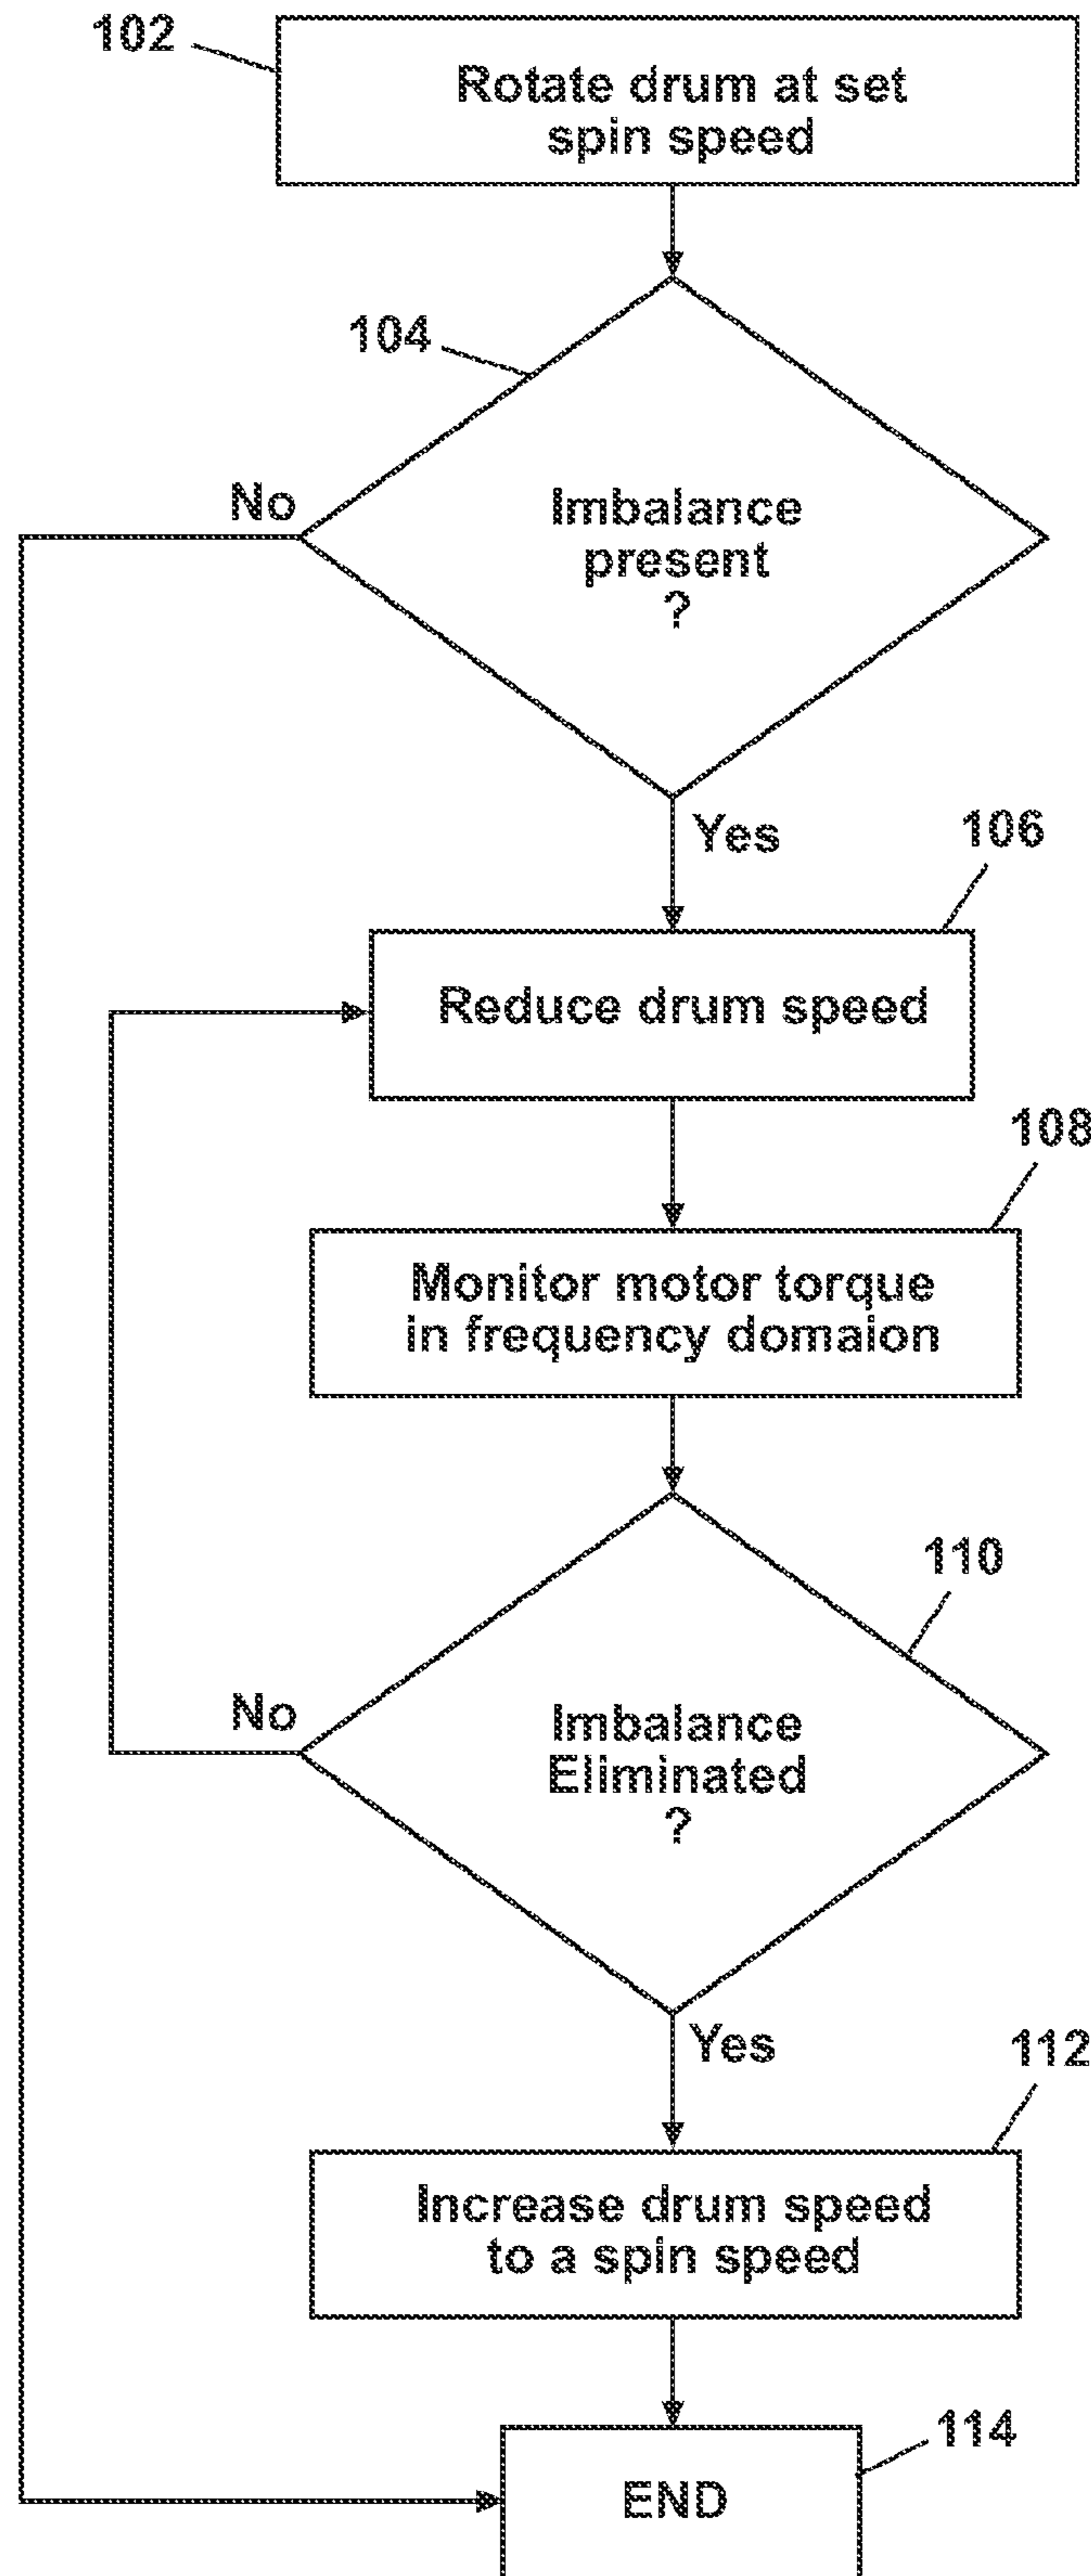 102
Rotate drum at set
spin speed
104
No
Imbalance
present
?
Yes
106
Reduce drum speed
108
Monitor motor torque
in frequency domaion
110
No
Imbalance
Eliminated
?
Yes
112
Increase drum speed
to a spin speed
114
END